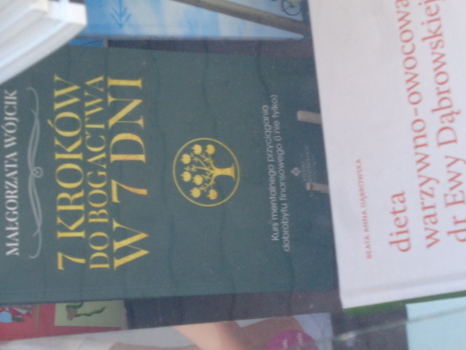 MAŁGORZATA WÓJCIK
7 KROKÓW
DO BOGACTWA
W 7 DNI
Kurs mentalnego przyciągania
dobrobytu finansowego (i nie tylko)
BEATA ANNA DĄBROWSKA
dieta
warzywno-owocowa
dr Ewy Dąbrowskiej